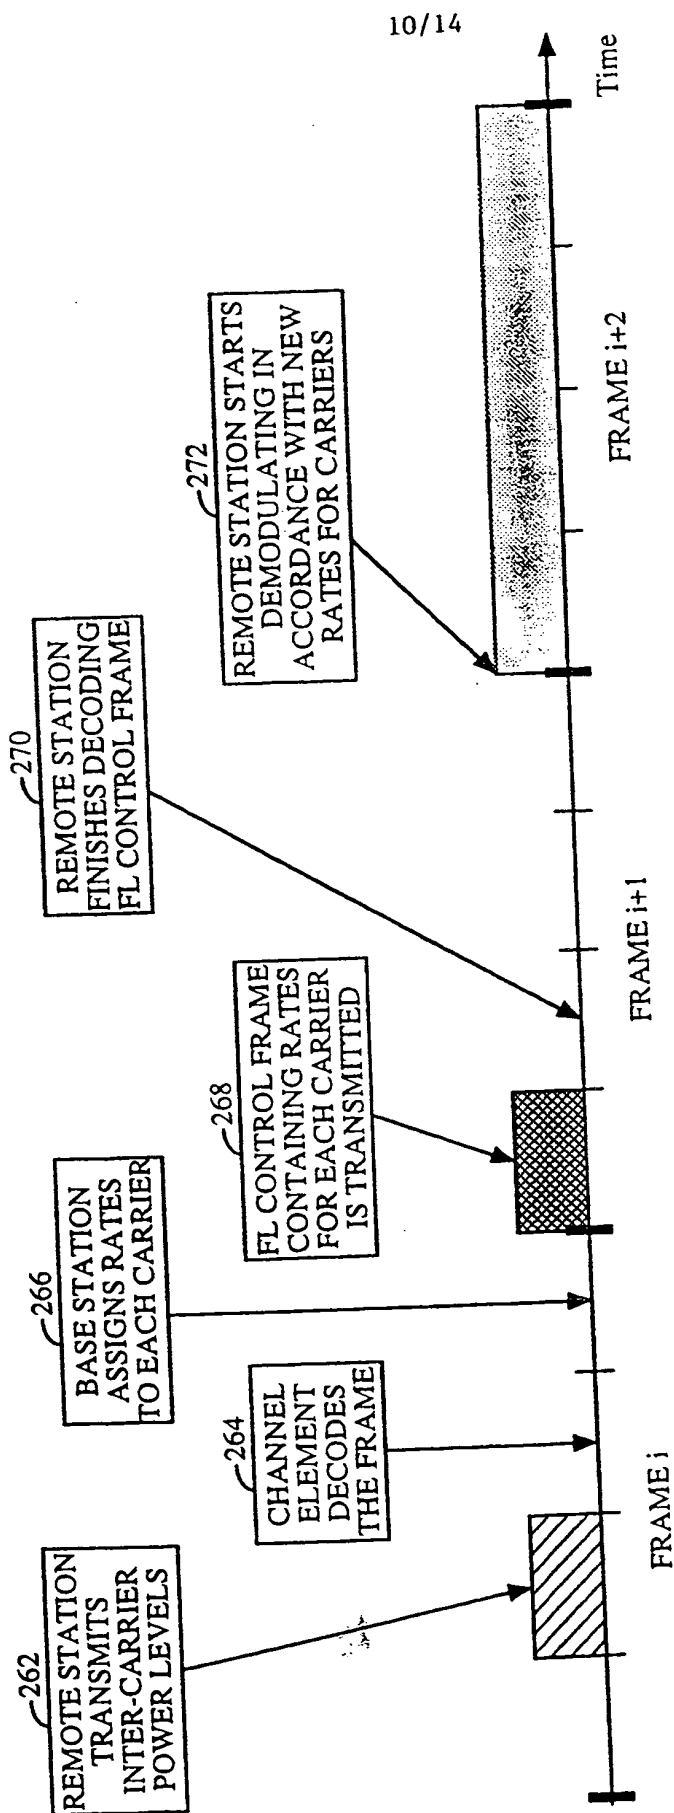 10/14
262
REMOTE STATION
TRANSMITS
INTER-CARRIER
POWER LEVELS
264
CHANNEL
ELEMENT
DECODES
THE FRAME
266
BASE STATION
ASSIGNS RATES
TO EACH CARRIER
268
FL CONTROL FRAME
CONTAINING RATES
FOR EACH CARRIER
IS TRANSMITTED
270
REMOTE STATION
FINISHES DECODING
FL CONTROL FRAME
272
REMOTE STATION STARTS
DEMODULATING IN
ACCORDANCE WITH NEW
RATES FOR CARRIERS
FRAME i
FRAME i+1
FRAME i+2
Time